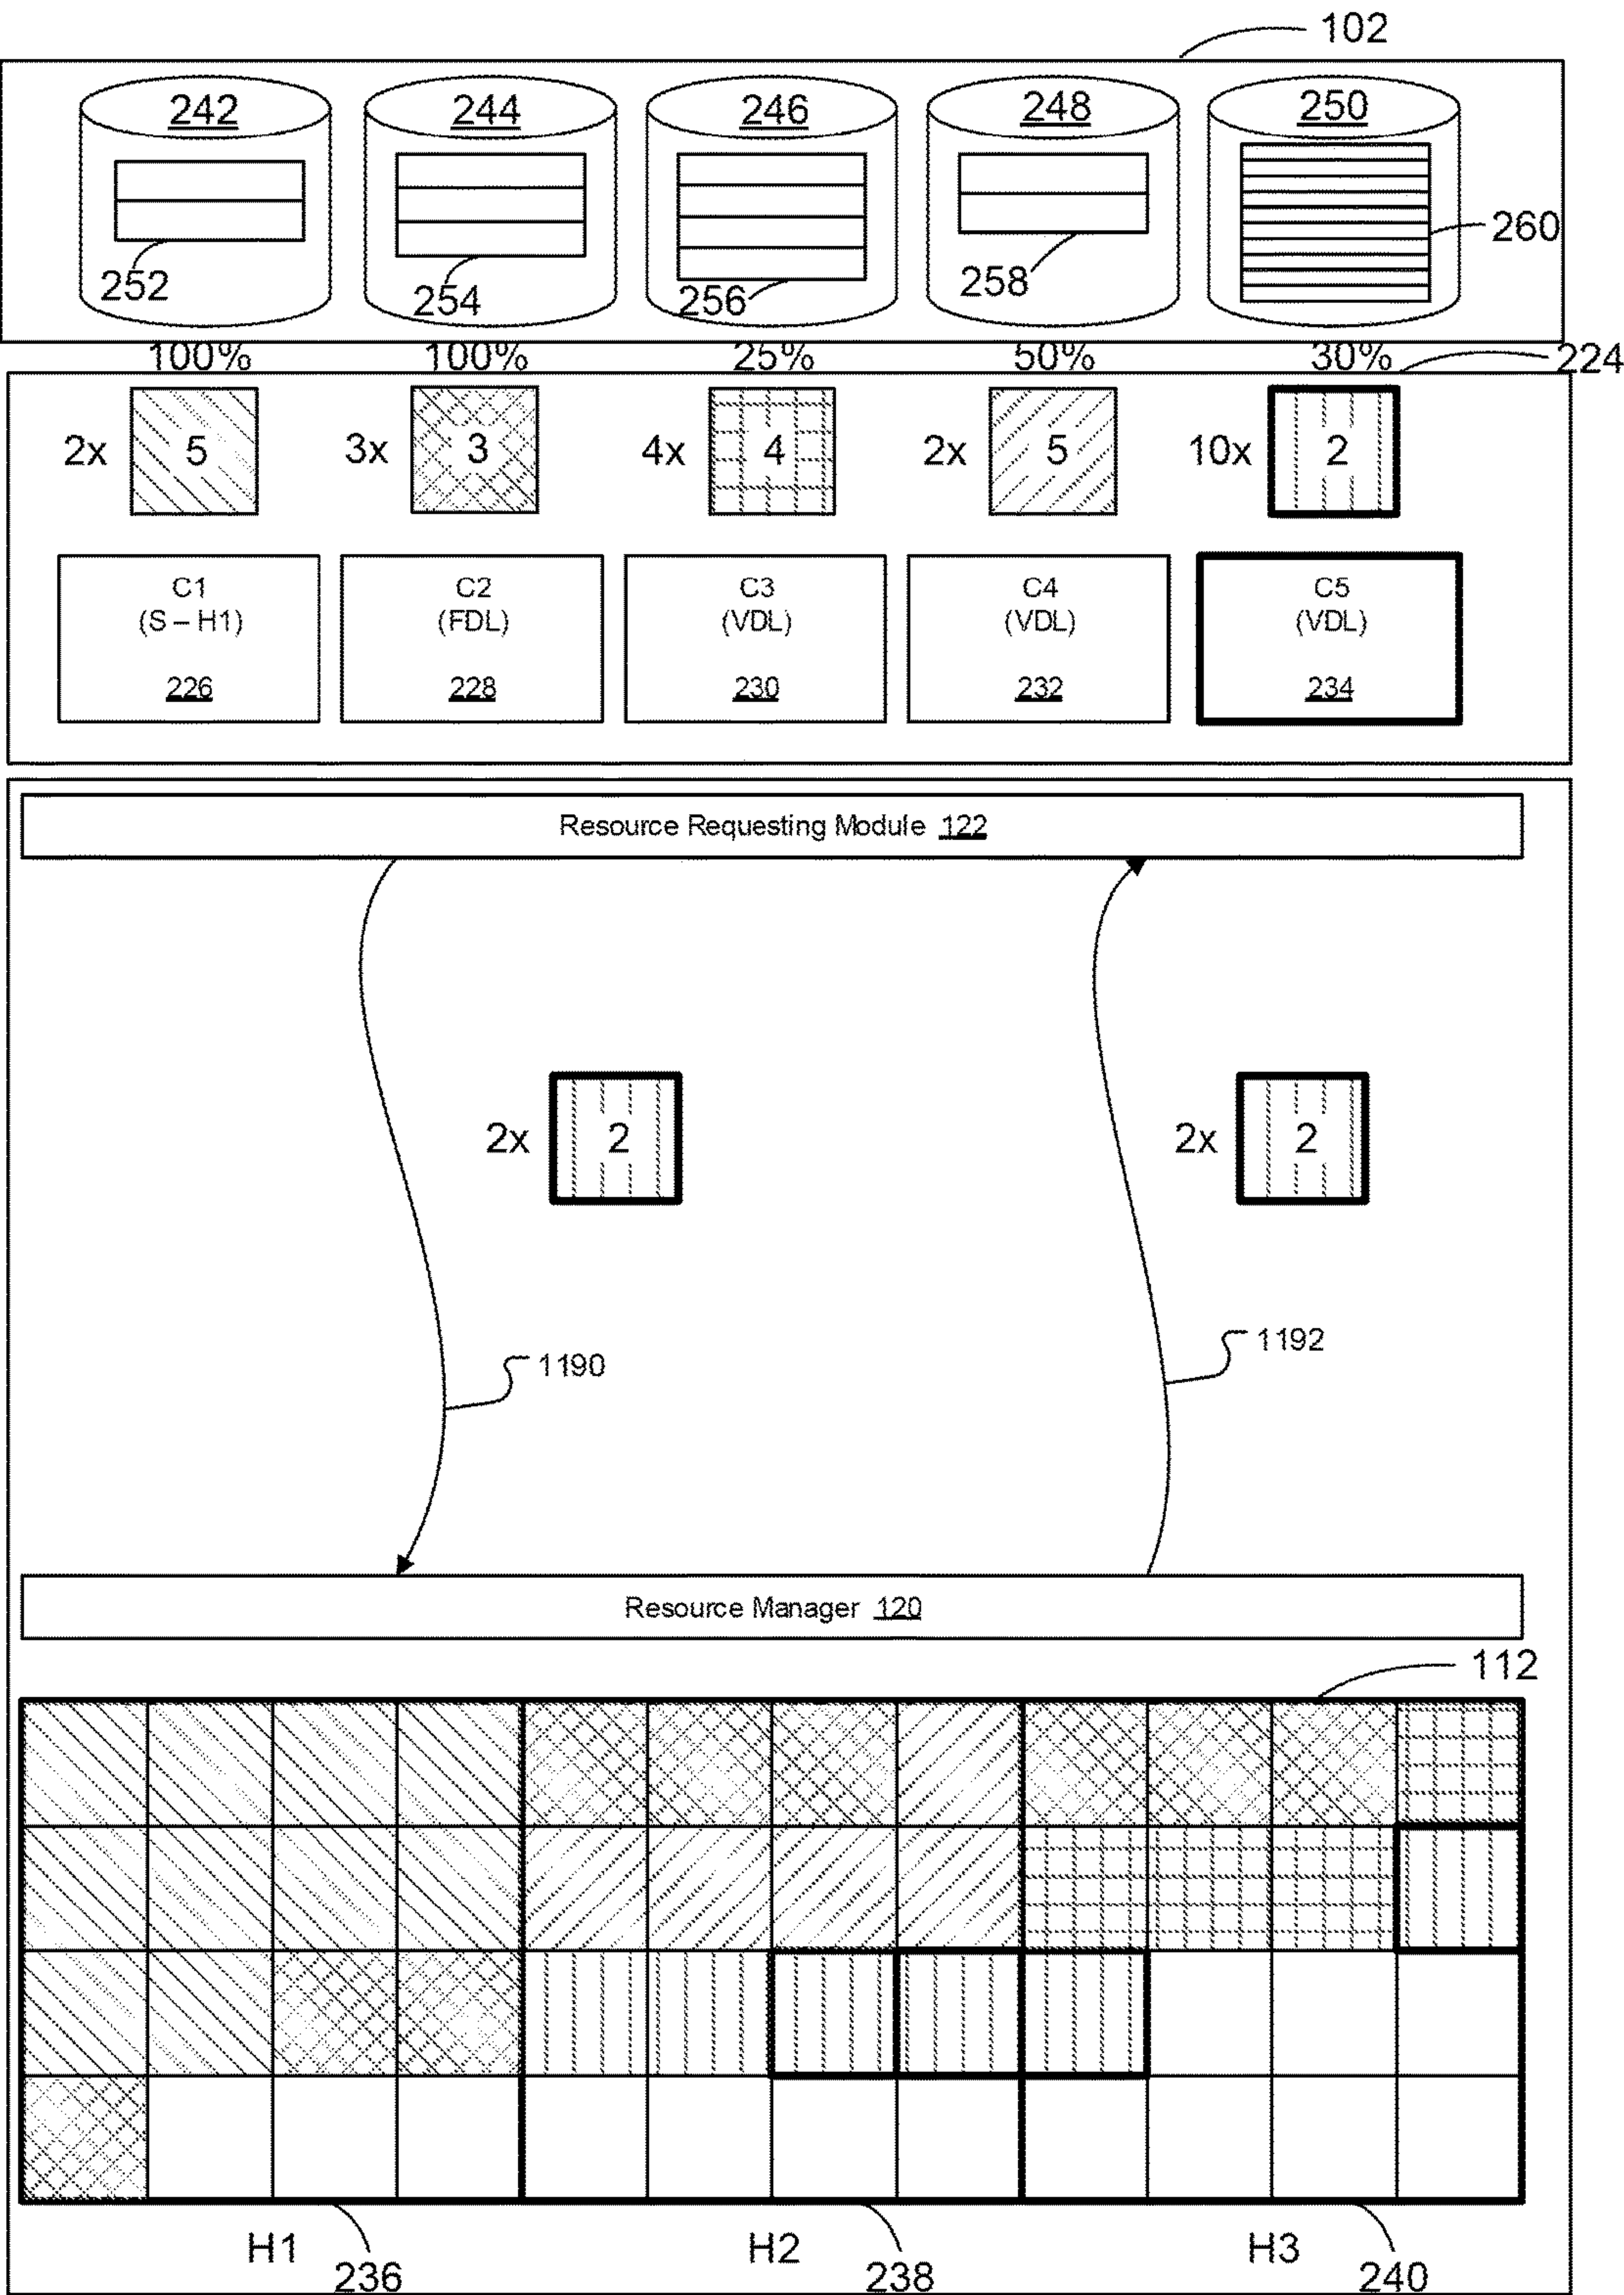 102
242 244 246 248 250
260
252 254 256 258
100% 100% 25% 50% 30%
224
2x 5 3x 3 4x 4 2x 5 10x 2
C1 C2 C3 C4 C5
(S – H1) (FDL) (VDL) (VDL) (VDL)
226 228 230 232 234
Resource Requesting Module 122
2x 2 2x 2
1190 1192
Resource Manager 120
112
H1 H2 H3
236 238 240